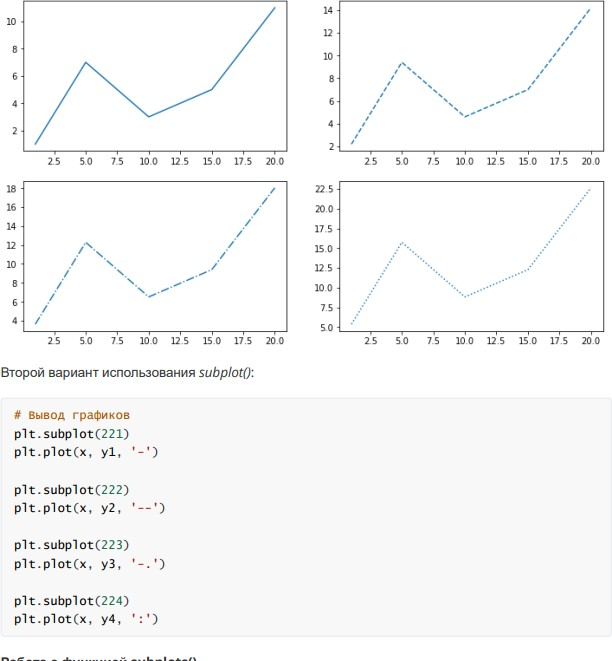 10
8
6
4
2
2.5 5.0 7.5 10.0 12.5 15.0 17.5 20.0
14
12
10
8
6
4
2
2.5 5.0 7.5 10.0 12.5 15.0 17.5 20.0
18
16
14
12
10
8
6
4
2.5 5.0 7.5 10.0 12.5 15.0 17.5 20.0
22.5
20.0
17.5
15.0
12.5
10.0
7.5
5.0
2.5 5.0 7.5 10.0 12.5 15.0 17.5 20.0
Второй вариант использования subplot():
# Вывод графиков
plt.subplot(221)
plt.plot(x, y1, '-')
plt.subplot(222)
plt.plot(x, y2, '--')
plt.subplot(223)
plt.plot(x, y3, '-.')
plt.subplot(224)
plt.plot(x, y4, ':')
Работа с функцией subplots()